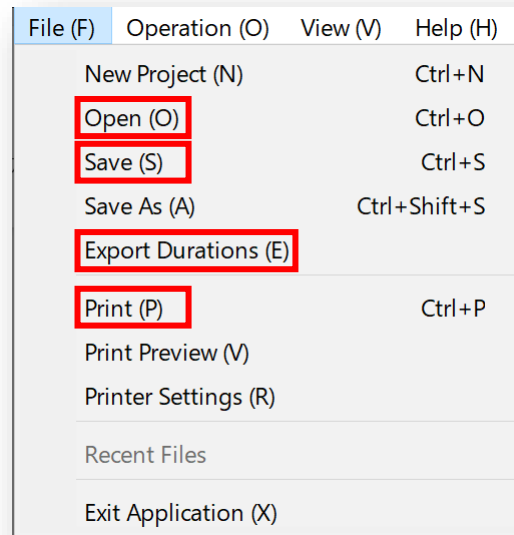 File (F) Operation (O) View (V) Help (H)
New Project (N) Ctrl+N
Open (O) Ctrl+O
Save (S) Ctrl+S
Save As (A) Ctrl+Shift+S
Export Durations (E)
Print (P) Ctrl+P
Print Preview (V)
Printer Settings (R)
Recent Files
Exit Application (X)